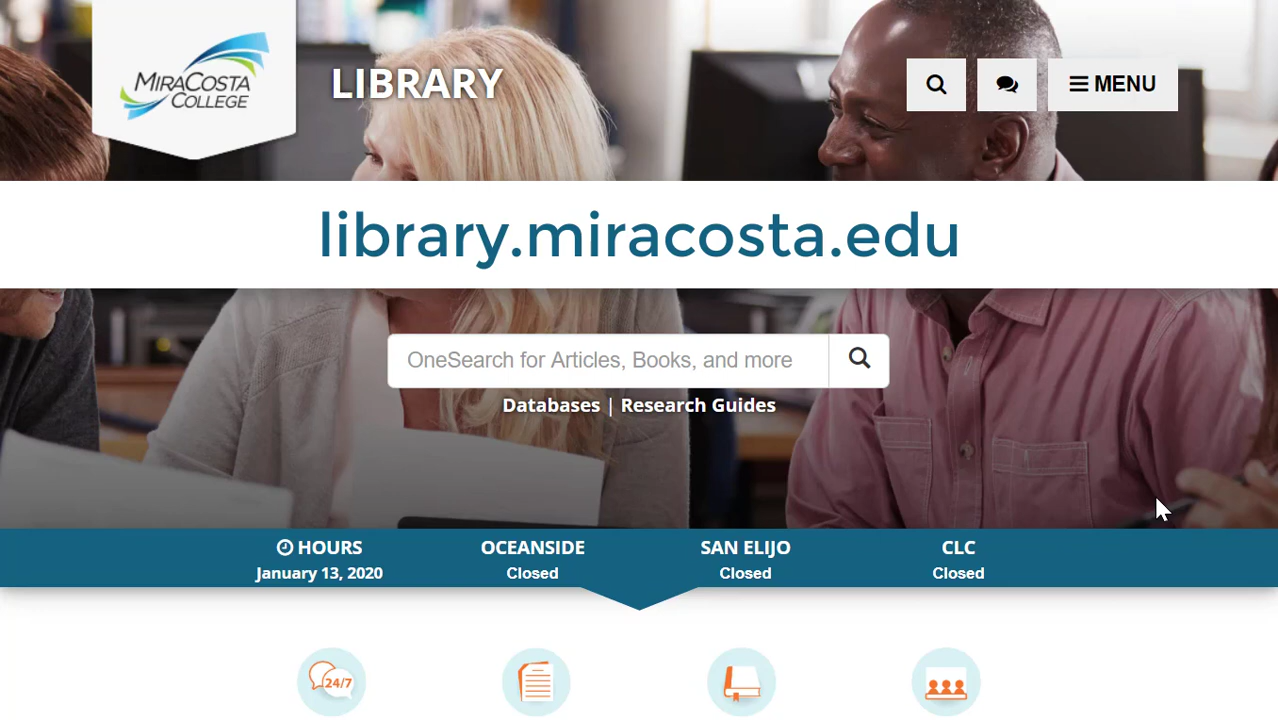 MIRACOSTA
COLLEGE
LIBRARY
MENU
library.miracosta.edu
OneSearch for Articles, Books, and more
Databases | Research Guides
HOURS
January 13, 2020
OCEANSIDE
Closed
SAN ELIJO
Closed
CLC
Closed
24/7